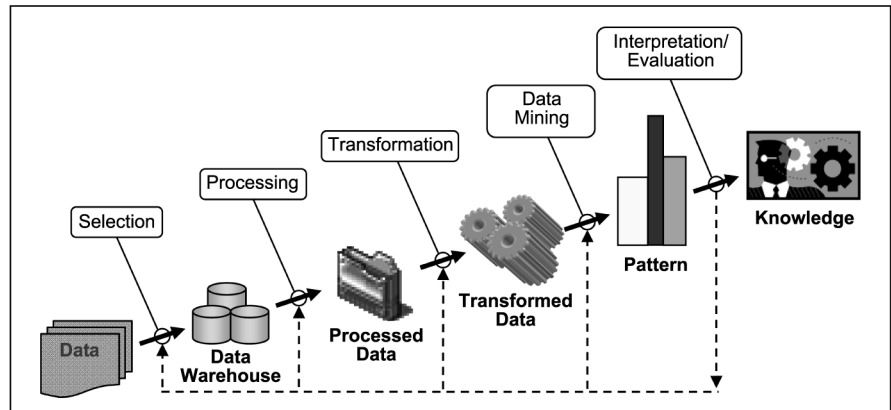 Interpretation/
Evaluation
Data
Mining
Transformation
Processing
Selection
Data
Data
Warehouse
Processed
Data
Transformed
Data
Pattern
Knowledge